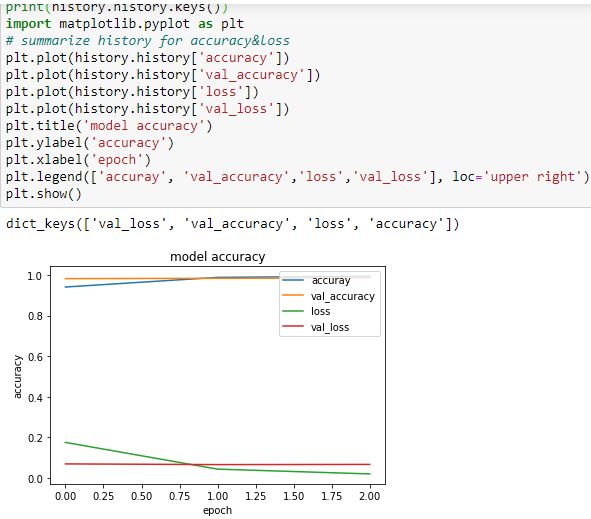 print(history.history.keys())
import matplotlib.pyplot as plt
# summarize history for accuracy&loss
plt.plot(history.history['accuracy'])
plt.plot(history.history['val_accuracy'])
plt.plot(history.history['loss'])
plt.plot(history.history['val_loss'])
plt.title('model accuracy')
plt.ylabel('accuracy')
plt.xlabel('epoch')
plt.legend(['accuray', 'val_accuracy','loss','val_loss'], loc='upper right')
plt.show()
dict_keys(['val_loss', 'val_accuracy', 'loss', 'accuracy'])
model accuracy
1.0
0.8
0.6
0.4
0.2
0.0
accuracy
accuray
val_accuracy
loss
val_loss
0.00 0.25 0.50 0.75 1.00 1.25 1.50 1.75 2.00
epoch